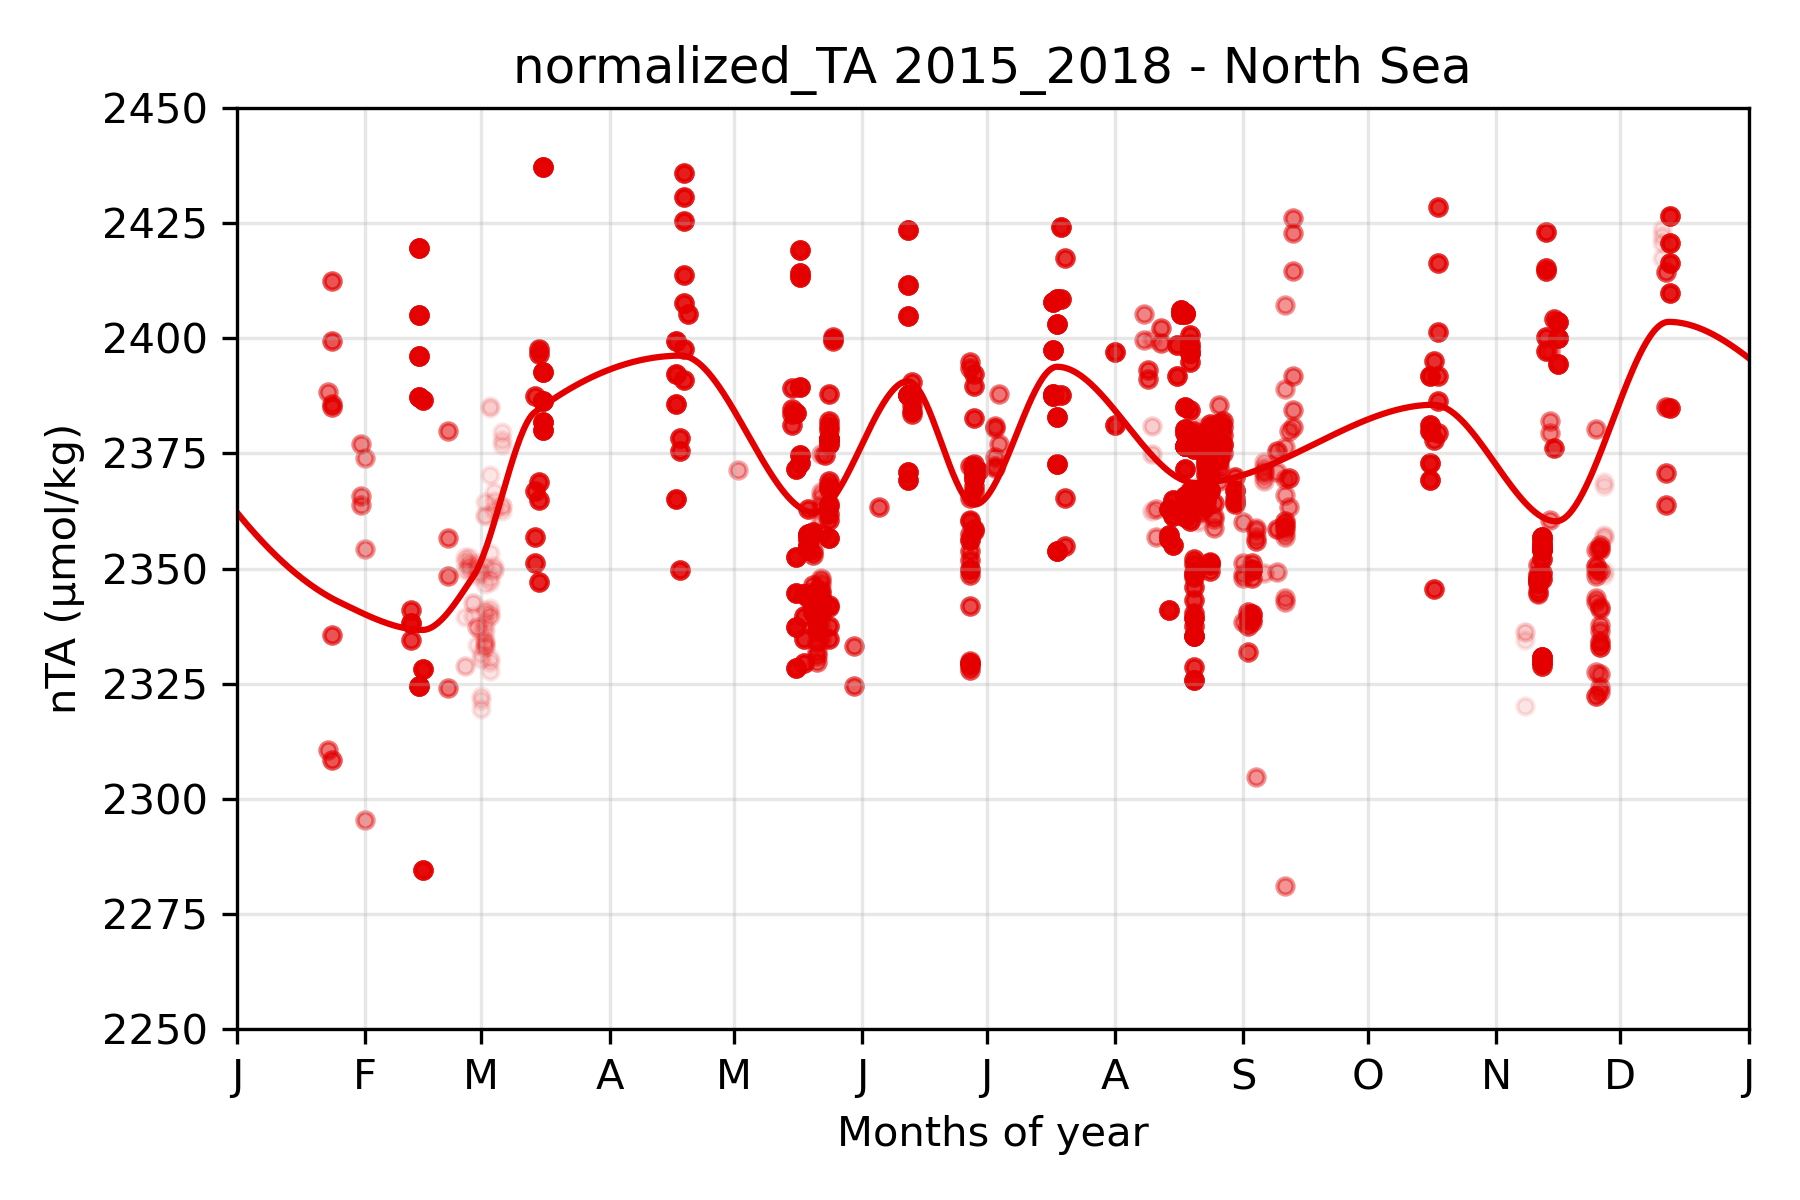 normalized_TA 2015_2018 - North Sea
2450
2425
2400
2375
2350
2325
2300
2275
2250
nTA (μmol/kg)
J F M A M J J A S O N D J
Months of year